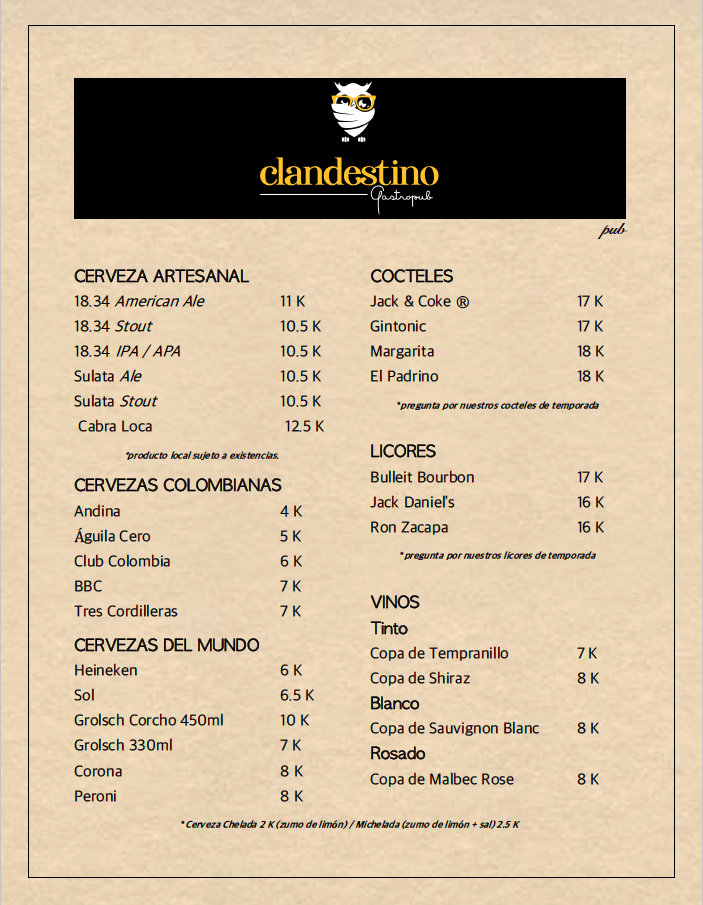 clandestino
Gastropub
pub
CERVEZA ARTESANAL
18.34 American Ale 11 K
18.34 Stout 10.5 K
18.34 IPA / APA 10.5 K
Sulata Ale 10.5 K
Sulata Stout 10.5 K
Cabra Loca 12.5 K
*producto local sujeto a existencias.
CERVEZAS COLOMBIANAS
Andina 4 K
Águila Cero 5 K
Club Colombia 6 K
BBC 7 K
Tres Cordilleras 7 K
CERVEZAS DEL MUNDO
Heineken 6 K
Sol 6.5 K
Grolsch Corcho 450ml 10 K
Grolsch 330ml 7 K
Corona 8 K
Peroni 8 K
COCTELES
Jack & Coke ® 17 K
Gintonic 17 K
Margarita 18 K
El Padrino 18 K
*pregunta por nuestros cocteles de temporada
LICORES
Bulleit Bourbon 17 K
Jack Daniel's 16 K
Ron Zacapa 16 K
*pregunta por nuestros licores de temporada
VINOS
Tinto
Copa de Tempranillo 7 K
Copa de Shiraz 8 K
Blanco
Copa de Sauvignon Blanc 8 K
Rosado
Copa de Malbec Rose 8 K
*Cerveza Chelada 2 K (zumo de limón) / Michelada (zumo de limón + sal) 2.5 K